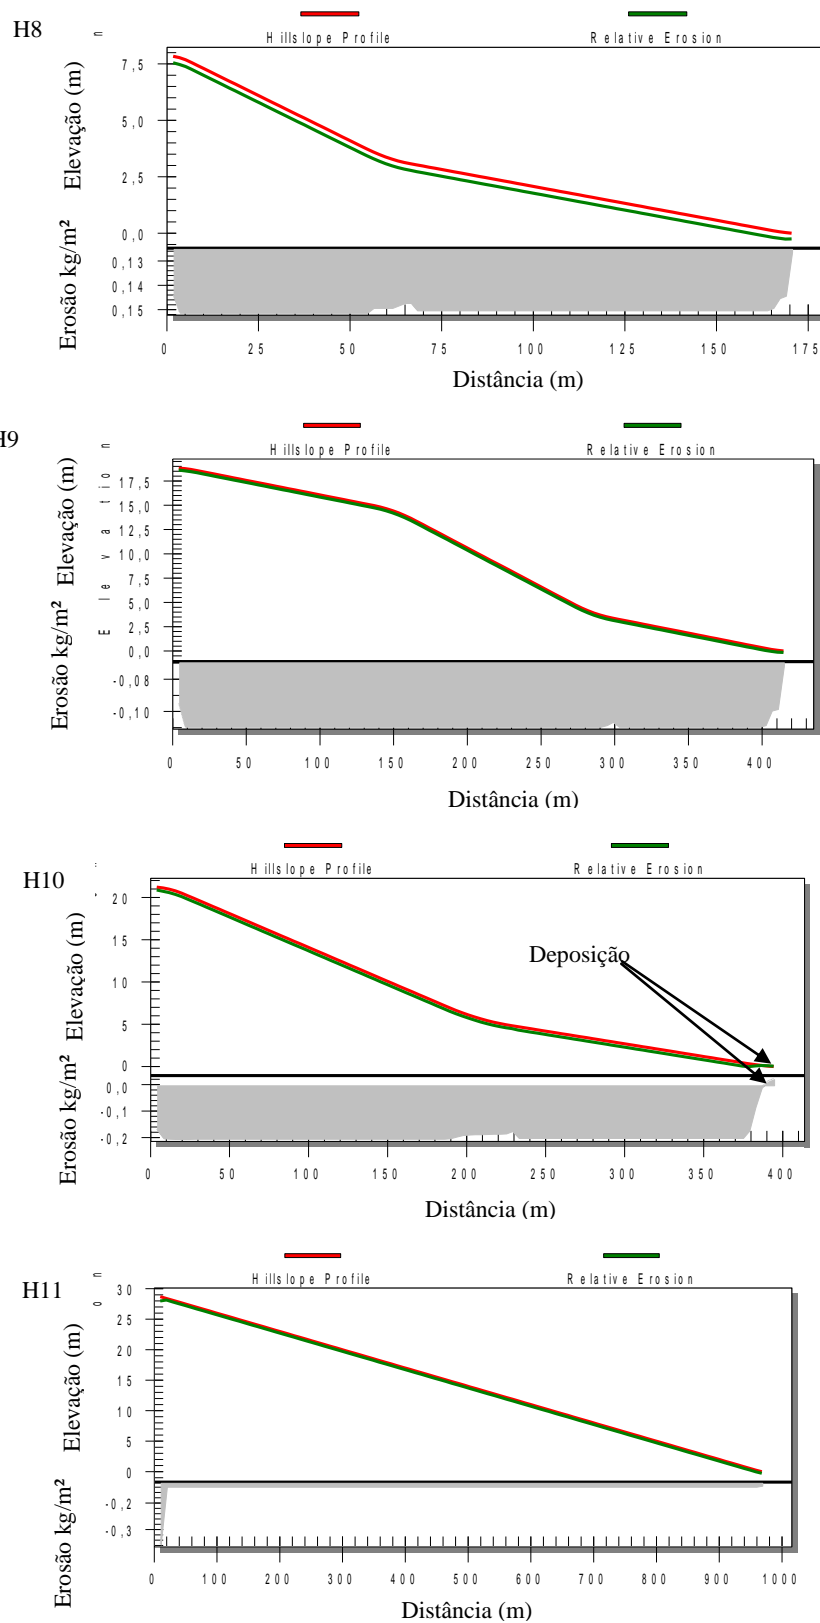 H8
Hillslope Profile Relative Erosion
Elevação (m)
7,5
5,0
2,5
0,0
Erosão kg/m²
0,13
0,14
0,15
0 25 50 75 100 125 150 175
Distância (m)
H9
Hillslope Profile Relative Erosion
Elevação (m)
Elevation
17,5
15,0
12,5
10,0
7,5
5,0
2,5
0,0
Erosão kg/m²
-0,08
-0,10
0 50 100 150 200 250 300 350 400
Distância (m)
H10
Hillslope Profile Relative Erosion
Elevação (m)
20
15
10
5
0
Deposição
Erosão kg/m²
0,0
-0,1
-0,2
0 50 100 150 200 250 300 350 400
Distância (m)
H11
Hillslope Profile Relative Erosion
Elevação (m)
30
25
20
15
10
5
0
Erosão kg/m²
-0,2
-0,3
0 100 200 300 400 500 600 700 800 900 1000
Distância (m)